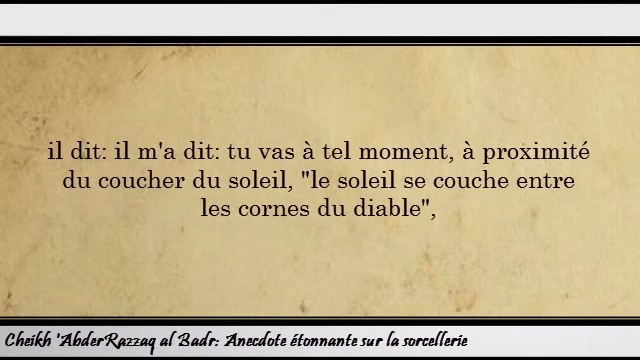 il dit: il m'a dit: tu vas à tel moment, à proximité
du coucher du soleil, "le soleil se couche entre
les cornes du diable",
Cheikh 'AbderRazzaq al Badr: Anecdote étonnante sur la sorcellerie